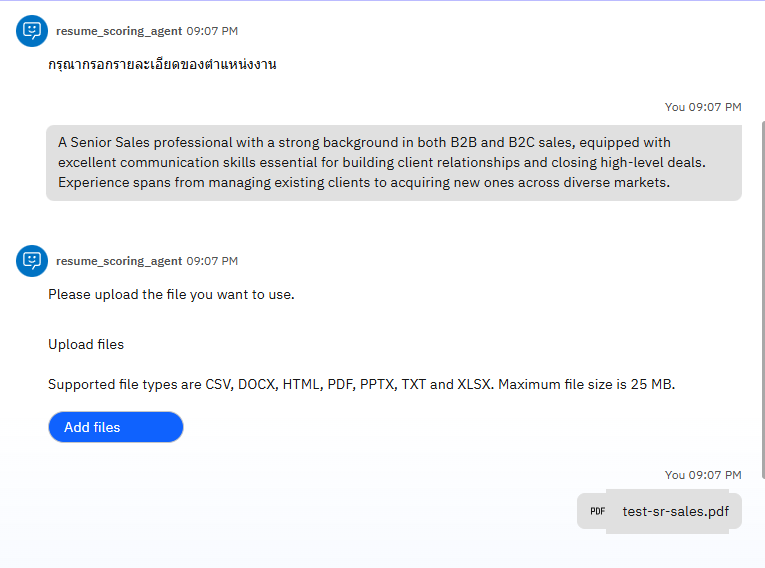 resume_scoring_agent 09:07 PM
กรุณากรอกรายละเอียดของตำแหน่งงาน
You 09:07 PM
A Senior Sales professional with a strong background in both B2B and B2C sales, equipped with
excellent communication skills essential for building client relationships and closing high-level deals.
Experience spans from managing existing clients to acquiring new ones across diverse markets.
resume_scoring_agent 09:07 PM
Please upload the file you want to use.
Upload files
Supported file types are CSV, DOCX, HTML, PDF, PPTX, TXT and XLSX. Maximum file size is 25 MB.
Add files
You 09:07 PM
PDF test-sr-sales.pdf